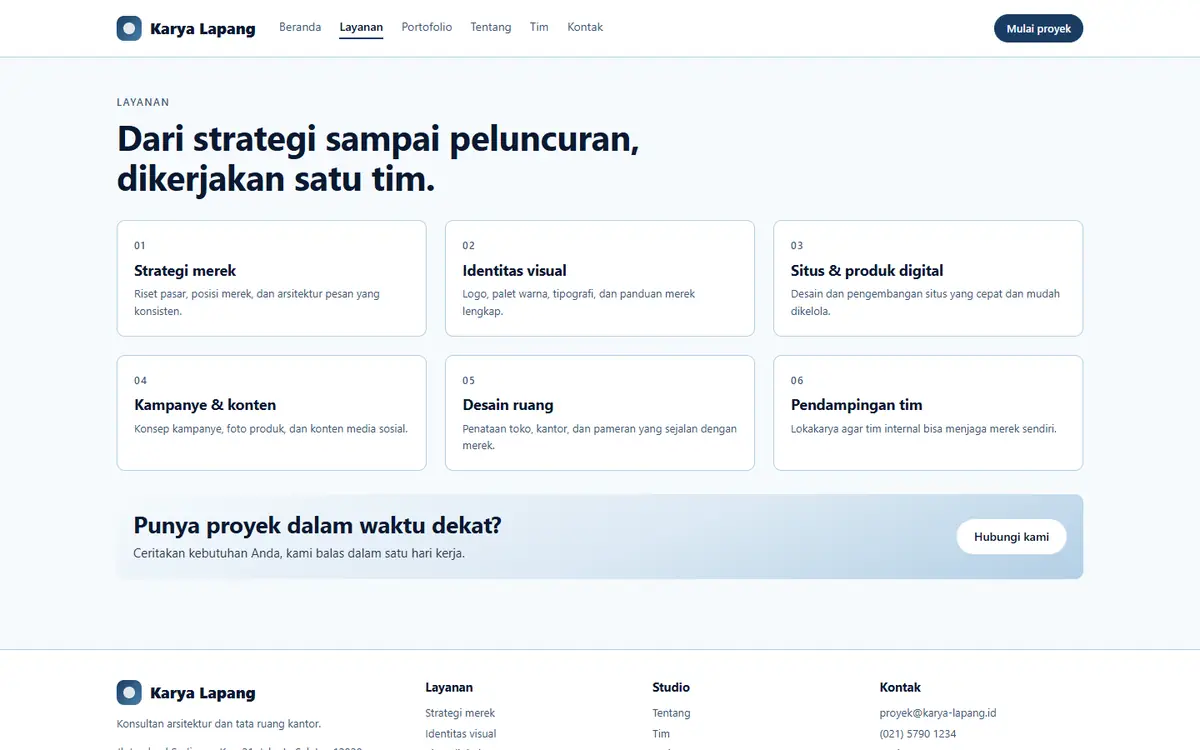 Karya Lapang
Beranda
Layanan
Portofolio
Tentang
Tim
Kontak
Mulai proyek
LAYANAN
Dari strategi sampai peluncuran,
dikerjakan satu tim.
01
Strategi merek
Riset pasar, posisi merek, dan arsitektur pesan yang
konsisten.
02
Identitas visual
Logo, palet warna, tipografi, dan panduan merek
lengkap.
03
Situs & produk digital
Desain dan pengembangan situs yang cepat dan mudah
dikelola.
04
Kampanye & konten
Konsep kampanye, foto produk, dan konten media sosial.
05
Desain ruang
Penataan toko, kantor, dan pameran yang sejalan dengan
merek.
06
Pendampingan tim
Lokakarya agar tim internal bisa menjaga merek sendiri.
Punya proyek dalam waktu dekat?
Ceritakan kebutuhan Anda, kami balas dalam satu hari kerja.
Hubungi kami
Karya Lapang
Konsultan arsitektur dan tata ruang kantor.
Layanan
Strategi merek
Identitas visual
Studio
Tentang
Tim
Kontak
proyek@karya-lapang.id
(021) 5790 1234